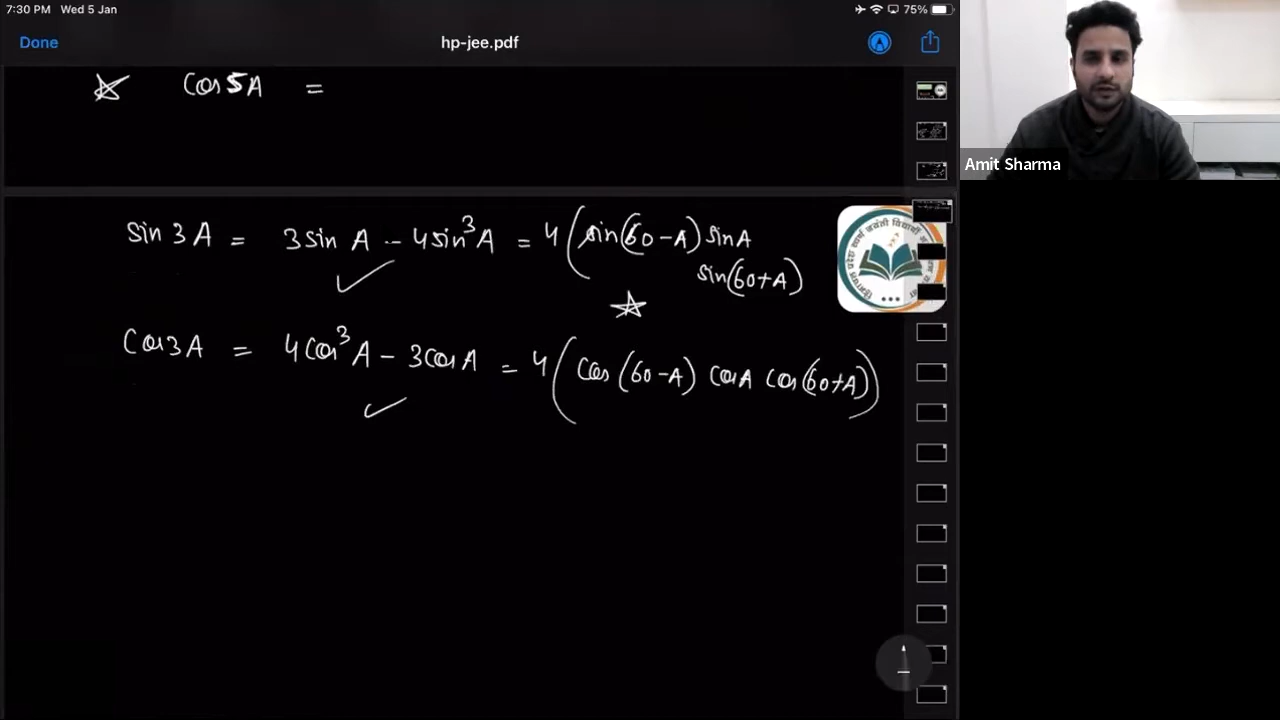 7:30 PM Wed 5 Jan
75%
Done
hp-jee.pdf
Amit Sharma
☆ Cos 5A =
Sin 3A = 3 sin A - 4 sin³A = 4 (sin(60-A) sin A
sin(60+A))
☆
Cos 3A = 4 Cos³A - 3 cos A = 4 (Cos (60-A) cos A cos (60+A))